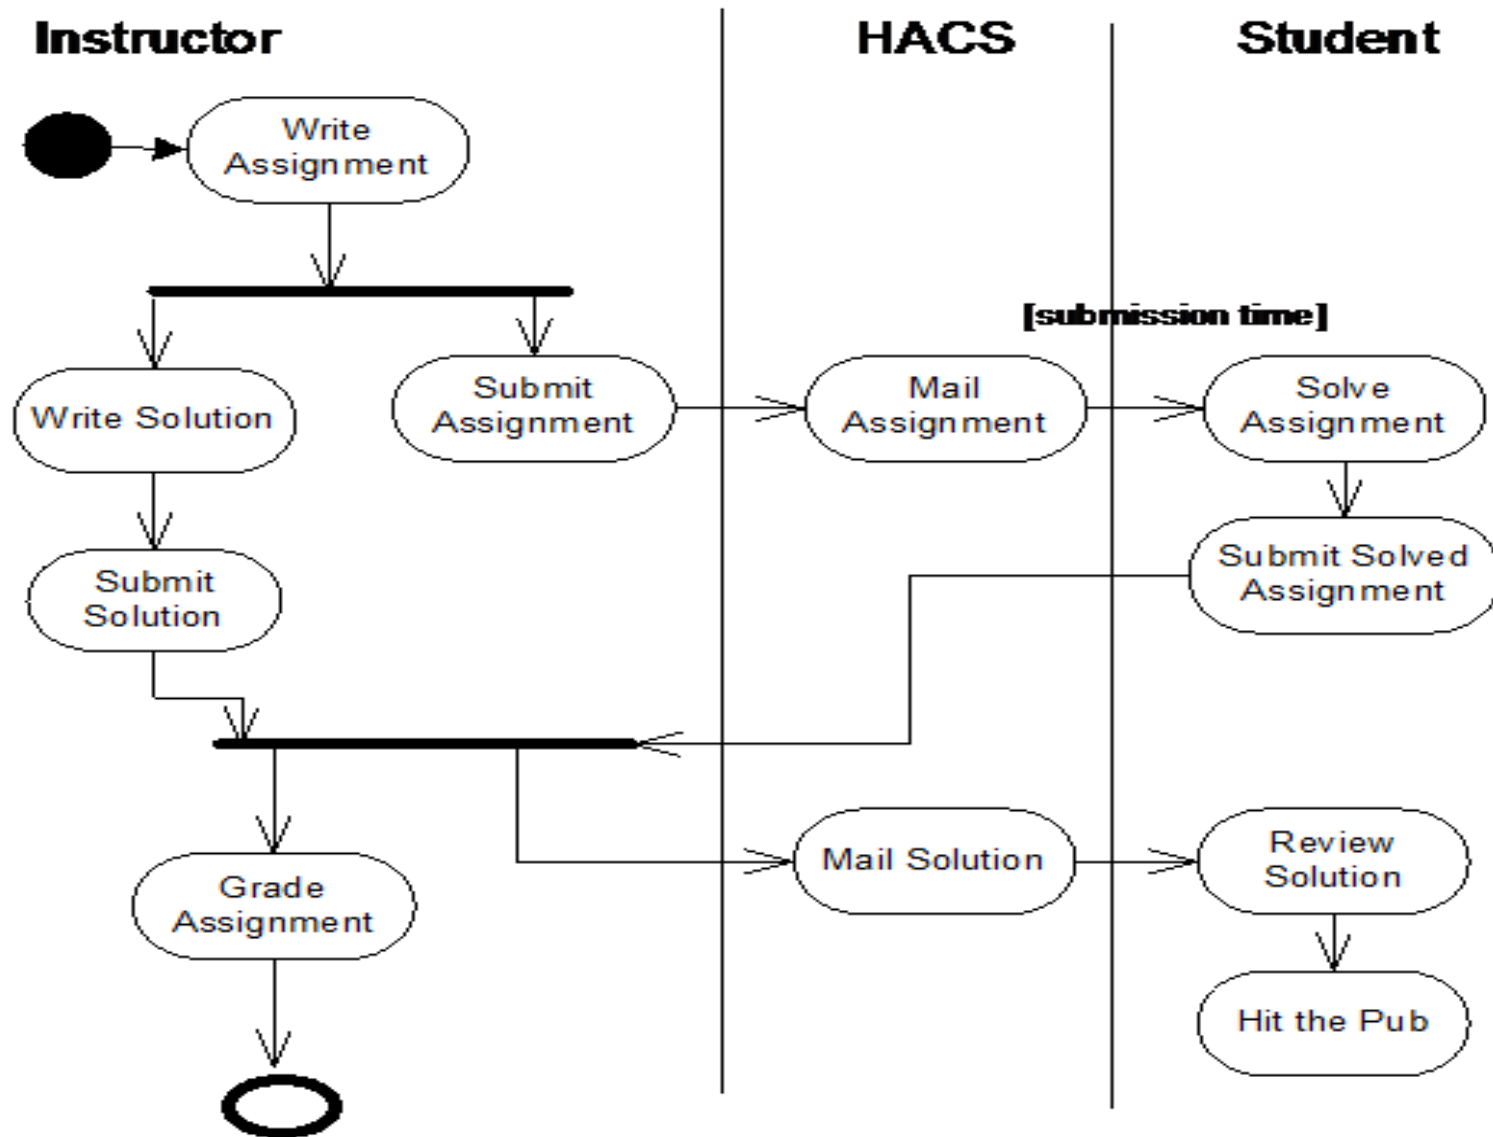 Instructor
HACS
Student
Write
Assignment
[submission time]
Write Solution
Submit
Assignment
Mail
Assignment
Solve
Assignment
Submit
Solution
Submit Solved
Assignment
Grade
Assignment
Mail Solution
Review
Solution
Hit the Pub